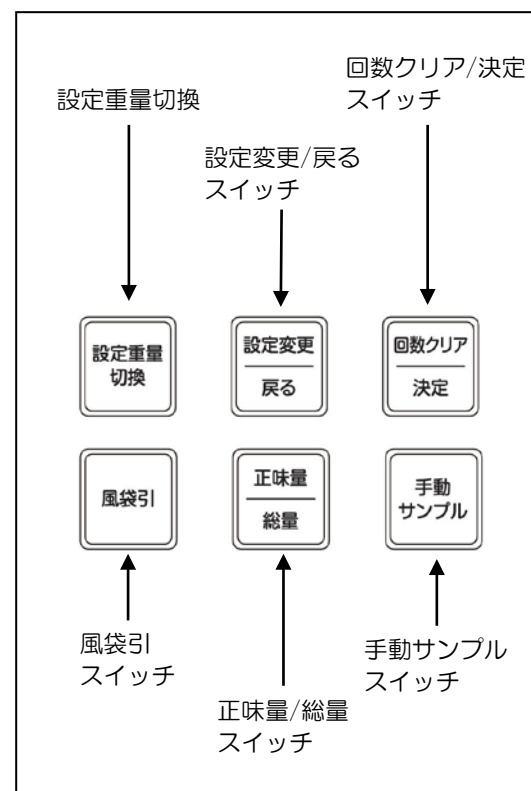 回数クリア/決定
スイッチ
設定重量切換
設定変更/戻る
スイッチ
設定重量
切換
設定変更
戻る
回数クリア
決定
風袋引
正味量
総量
手動
サンプル
風袋引
スイッチ
手動サンプル
スイッチ
正味量/総量
スイッチ